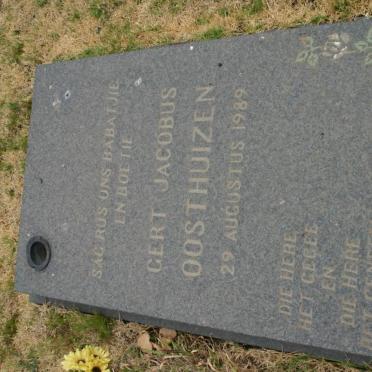 SAG RUS ONS BABATJIE
EN BOETIE
GERT JACOBUS
OOSTHUIZEN
29 AUGUSTUS 1989
DIE HERE
HET GEGEE
EN
DIE HERE
HET